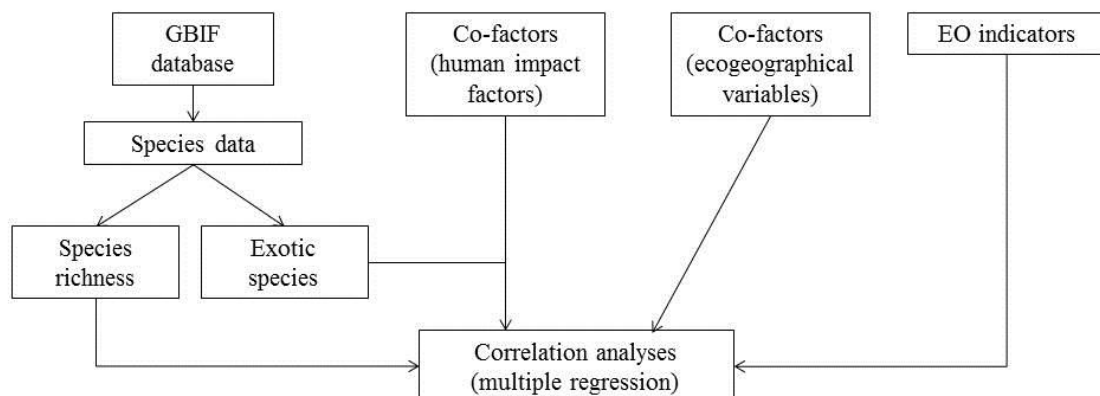 GBIF
database
Co-factors
(human impact
factors)
Co-factors
(ecogeographical
variables)
EO indicators
Species data
Species
richness
Exotic
species
Correlation analyses
(multiple regression)